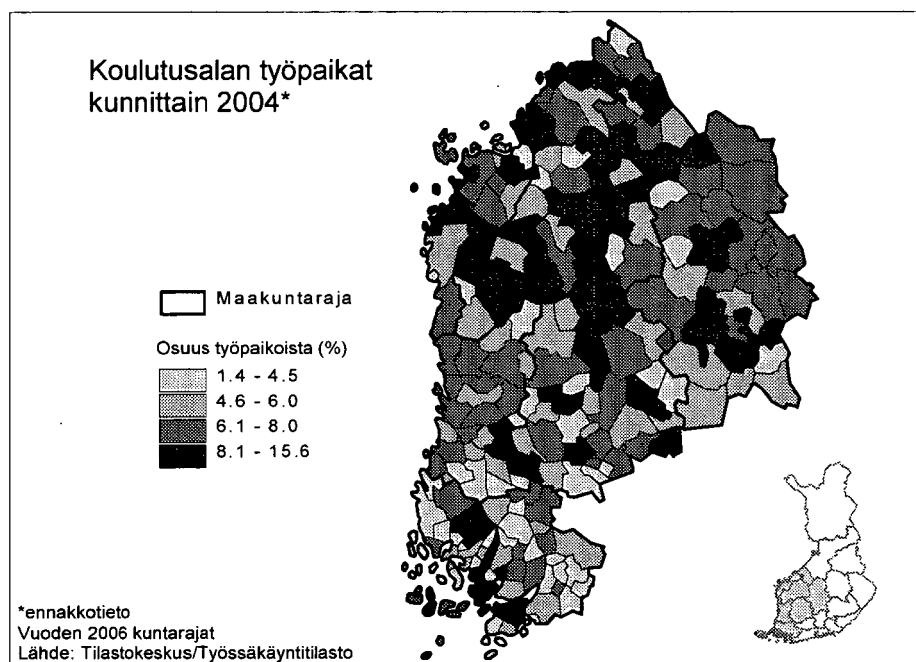 Koulutusalan työpaikat
kunnittain 2004*
Maakuntaraja
Osuus työpaikoista (%)
1.4 - 4.5
4.6 - 6.0
6.1 - 8.0
8.1 - 15.6
*ennakkotieto
Vuoden 2006 kuntarajat
Lähde: Tilastokeskus/Työssäkäyntitilasto